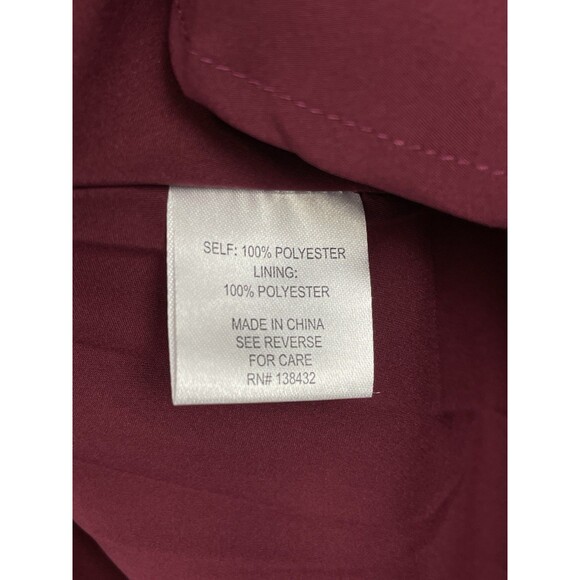 SELF: 100% POLYESTER
LINING:
100% POLYESTER
MADE IN CHINA
SEE REVERSE
FOR CARE
RN# 138432